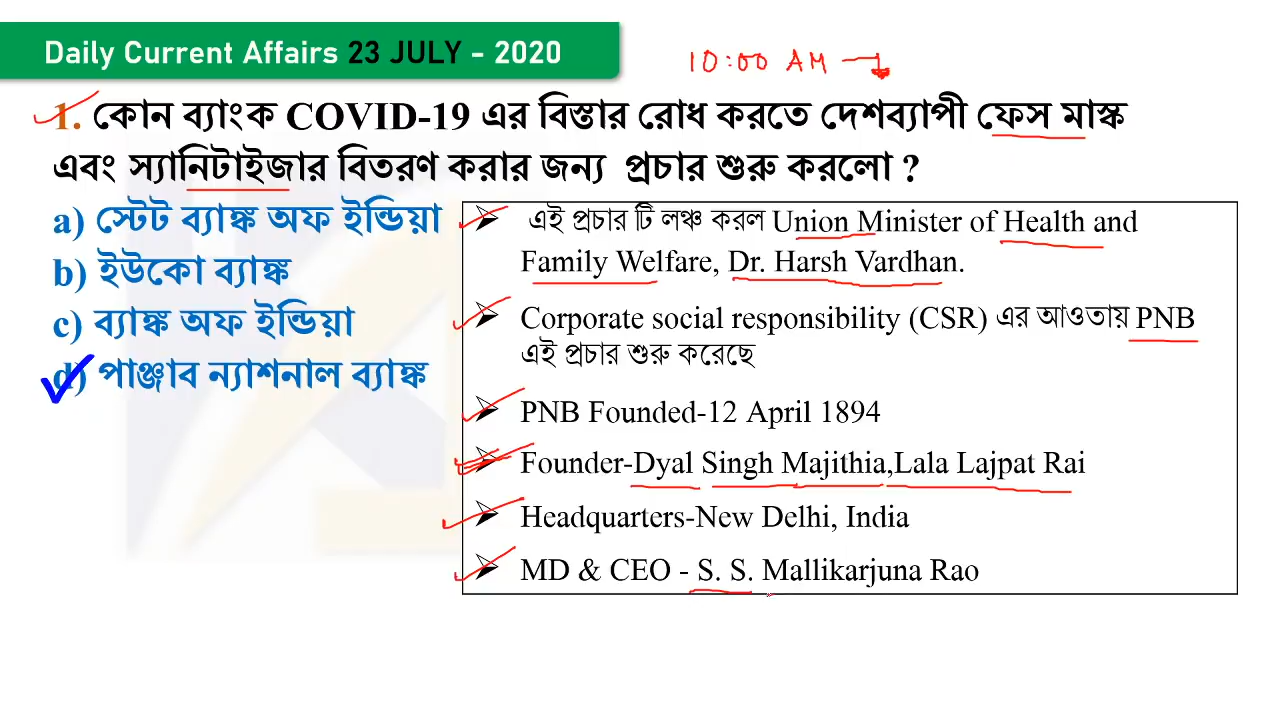 Daily Current Affairs 23 JULY - 2020
10:00 AM
1. কোন ব্যাংক COVID-19 এর বিস্তার রোধ করতে দেশব্যাপী ফেস মাস্ক
এবং স্যানিটাইজার বিতরণ করার জন্য প্রচার শুরু করলো ?
a) স্টেট ব্যাঙ্ক অফ ইন্ডিয়া
b) ইউকো ব্যাঙ্ক
c) ব্যাঙ্ক অফ ইন্ডিয়া
d) পাঞ্জাব ন্যাশনাল ব্যাঙ্ক
➢ এই প্রচার টি লঞ্চ করল Union Minister of Health and
Family Welfare, Dr. Harsh Vardhan.
➢ Corporate social responsibility (CSR) এর আওতায় PNB
এই প্রচার শুরু করেছে
➢ PNB Founded-12 April 1894
➢ Founder-Dyal Singh Majithia,Lala Lajpat Rai
➢ Headquarters-New Delhi, India
➢ MD & CEO - S. S. Mallikarjuna Rao